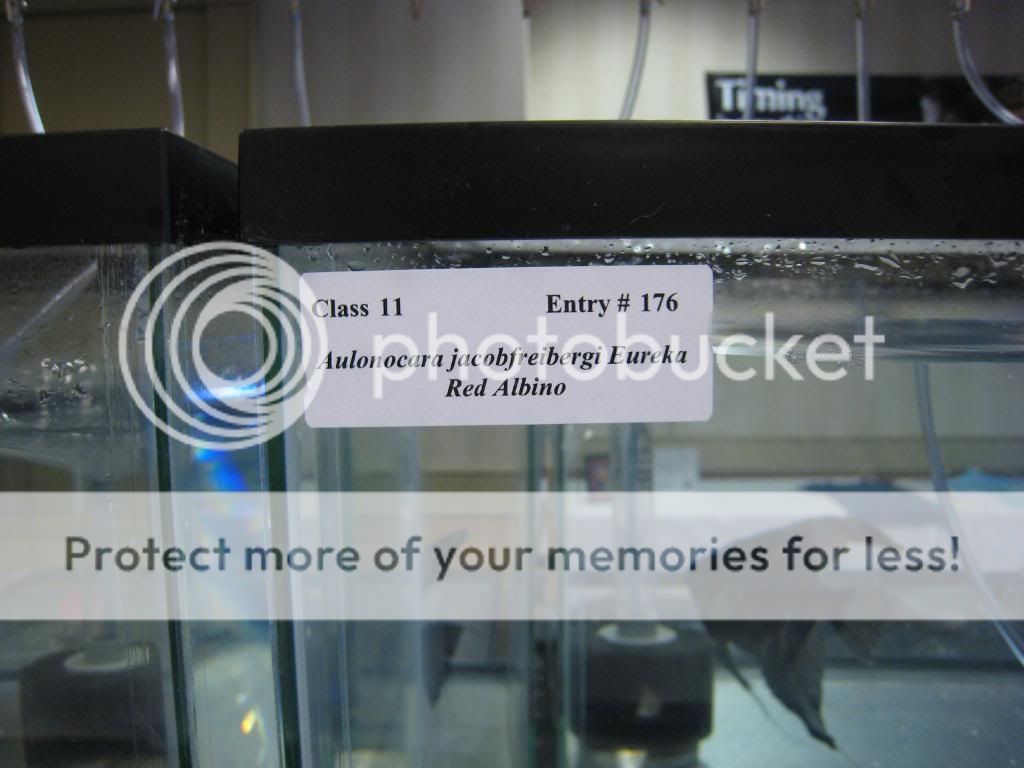 Timing
Class 11 Entry # 176
Aulonocara jacobfreibergi Eureka
Red Albino
photobucket
Protect more of your memories for less!